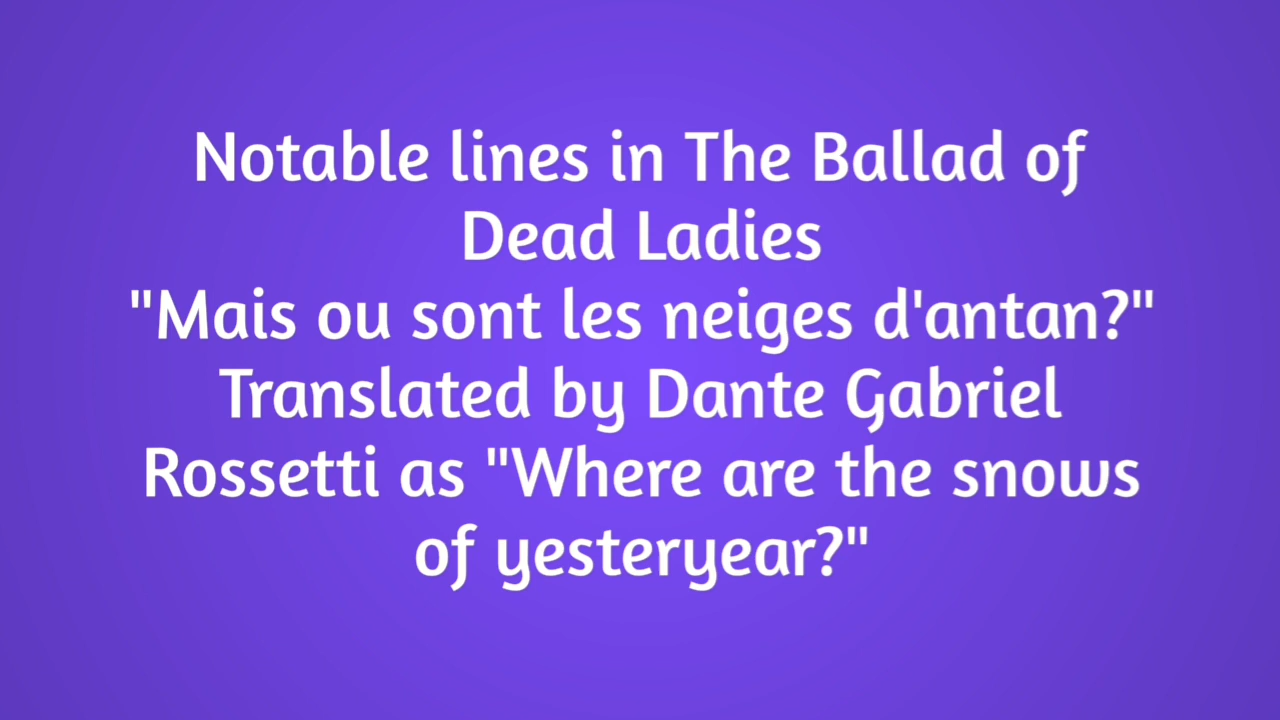 Notable lines in The Ballad of
Dead Ladies
"Mais ou sont les neiges d'antan?"
Translated by Dante Gabriel
Rossetti as "Where are the snows
of yesteryear?"